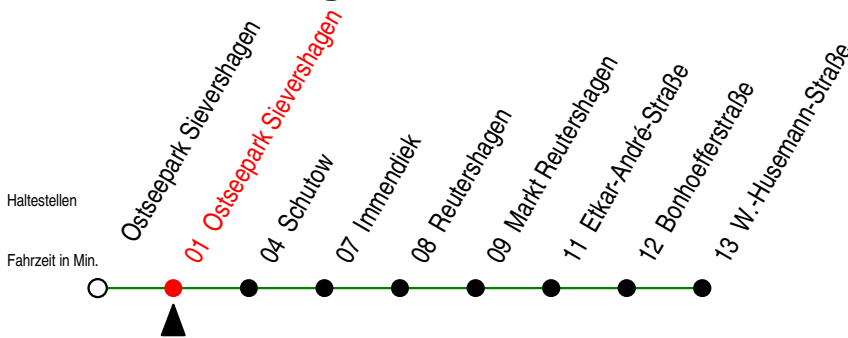 Haltestellen
Fahrzeit in Min.
Ostseepark Sievershagen
01 Ostseepark Sievershagen
04 Schutow
07 Immendiek
08 Reutershagen
09 Markt Reutershagen
11 Etkar-André-Straße
12 Bonhoefferstraße
13 W.-Husemann-Straße